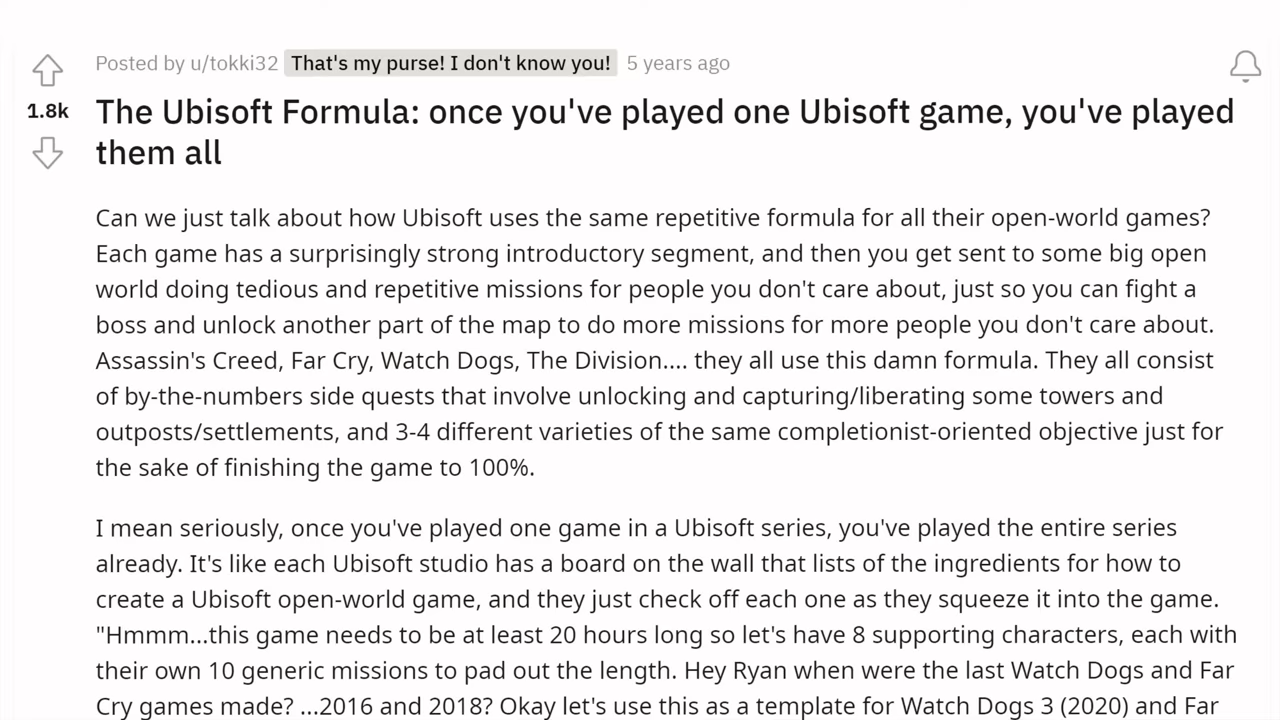 Posted by u/tokki32 That's my purse! I don't know you! 5 years ago
1.8k
The Ubisoft Formula: once you've played one Ubisoft game, you've played
them all
Can we just talk about how Ubisoft uses the same repetitive formula for all their open-world games?
Each game has a surprisingly strong introductory segment, and then you get sent to some big open
world doing tedious and repetitive missions for people you don't care about, just so you can fight a
boss and unlock another part of the map to do more missions for more people you don't care about.
Assassin's Creed, Far Cry, Watch Dogs, The Division.... they all use this damn formula. They all consist
of by-the-numbers side quests that involve unlocking and capturing/liberating some towers and
outposts/settlements, and 3-4 different varieties of the same completionist-oriented objective just for
the sake of finishing the game to 100%.
I mean seriously, once you've played one game in a Ubisoft series, you've played the entire series
already. It's like each Ubisoft studio has a board on the wall that lists of the ingredients for how to
create a Ubisoft open-world game, and they just check off each one as they squeeze it into the game.
"Hmmm...this game needs to be at least 20 hours long so let's have 8 supporting characters, each with
their own 10 generic missions to pad out the length. Hey Ryan when were the last Watch Dogs and Far
Cry games made? ...2016 and 2018? Okay let's use this as a template for Watch Dogs 3 (2020) and Far